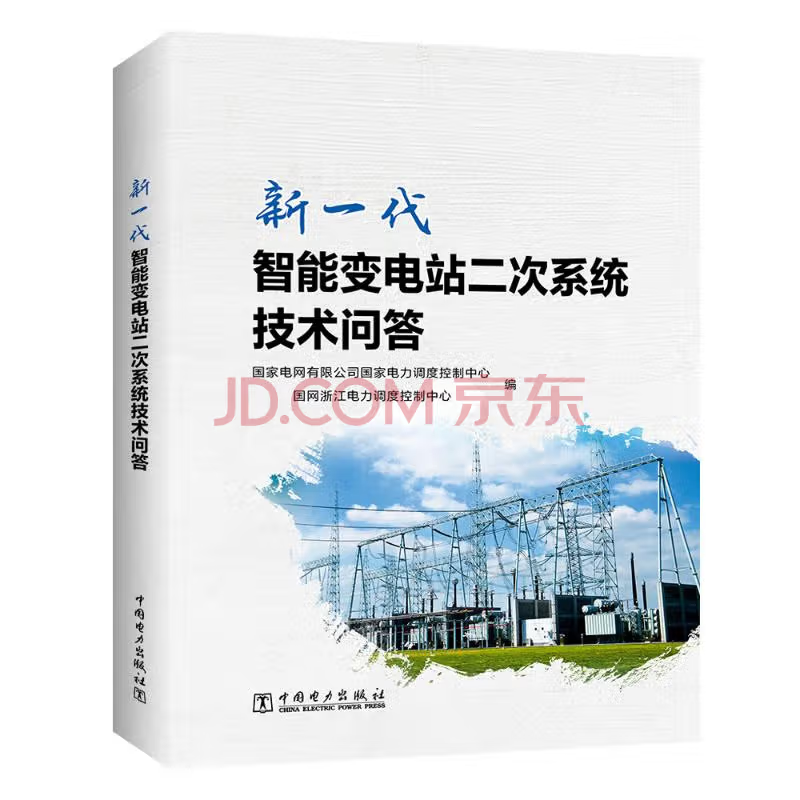 新一代
智能变电站二次系统
技术问答
国家电网有限公司国家电力调度控制中心
国网浙江电力调度控制中心
编
JD.COM 京东
中国电力出版社
CHINA ELECTRIC POWER PRESS
新一代智能变电站二次系统技术问答
中国电力出版社